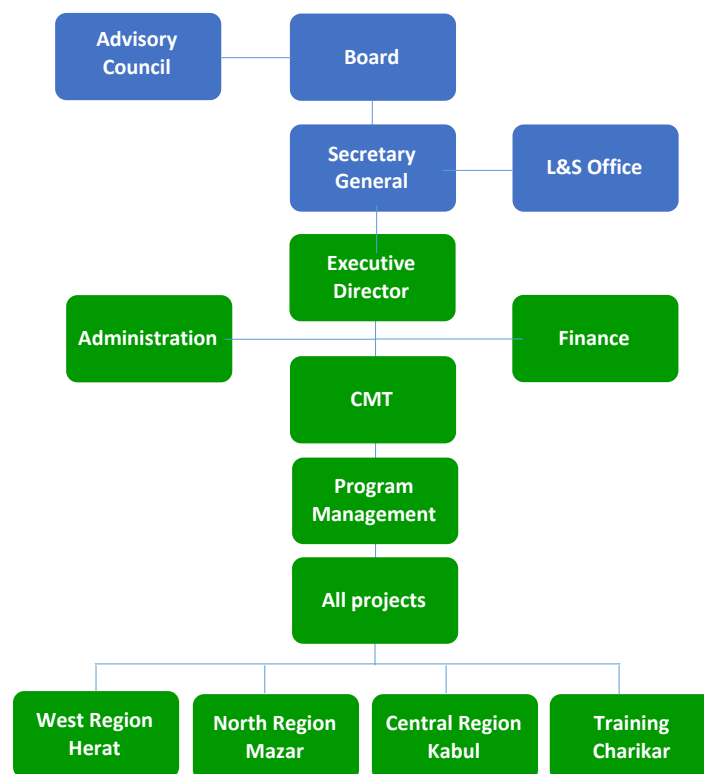 Advisory
Council
Board
Secretary
General
L&S Office
Executive
Director
Administration
Finance
CMT
Program
Management
All projects
West Region
Herat
North Region
Mazar
Central Region
Kabul
Training
Charikar